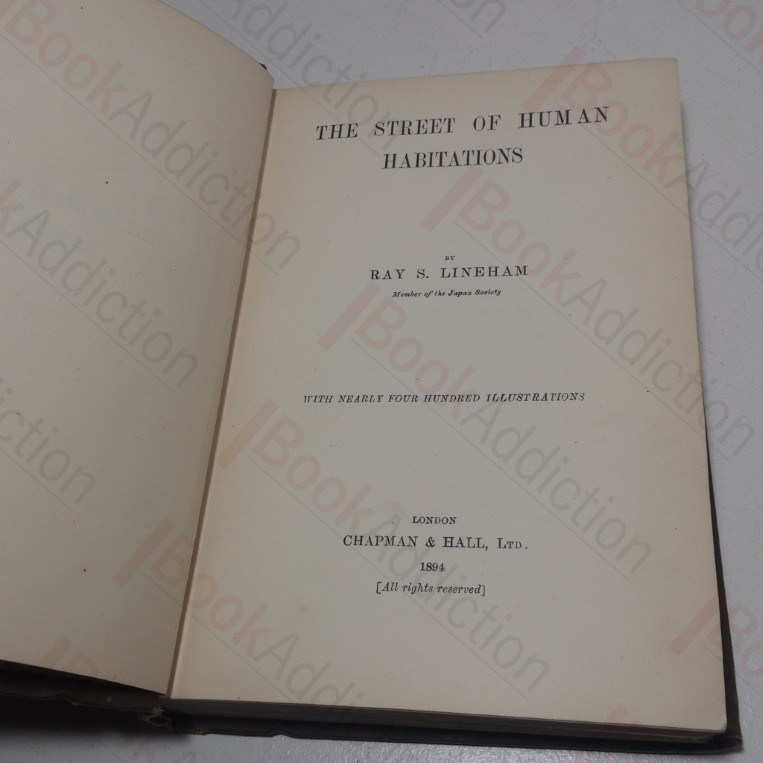 THE STREET OF HUMAN
HABITATIONS
BY
RAY S. LINEHAM
Member of the Japan Society
WITH NEARLY FOUR HUNDRED ILLUSTRATIONS
LONDON
CHAPMAN & HALL, LTD.
1894
[All rights reserved]
BookAddiction